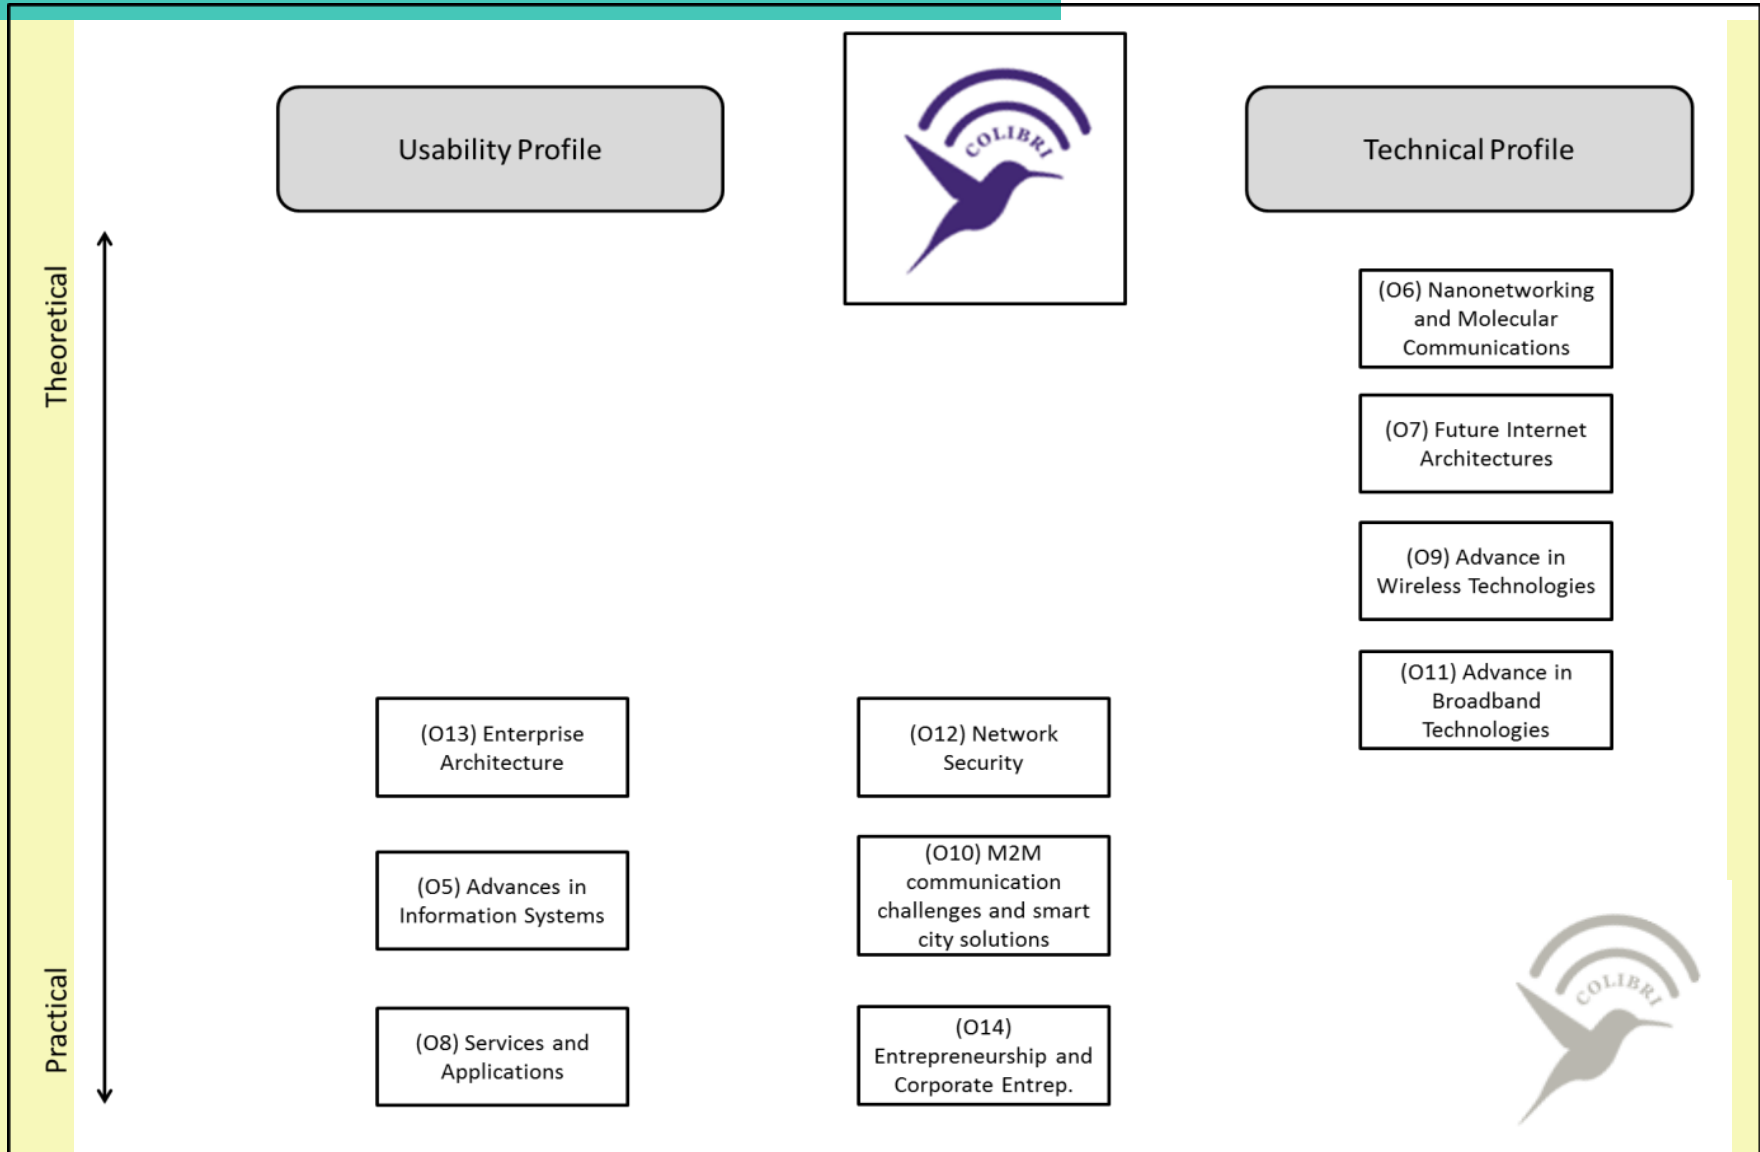 Usability Profile
COLIBRI
Technical Profile
Theoretical
Practical
(O6) Nanonetworking
and Molecular
Communications
(O7) Future Internet
Architectures
(O9) Advance in
Wireless Technologies
(O11) Advance in
Broadband
Technologies
(O13) Enterprise
Architecture
(O12) Network
Security
(O5) Advances in
Information Systems
(O10) M2M
communication
challenges and smart
city solutions
(O8) Services and
Applications
(O14)
Entrepreneurship and
Corporate Entrep.
COLIBRI